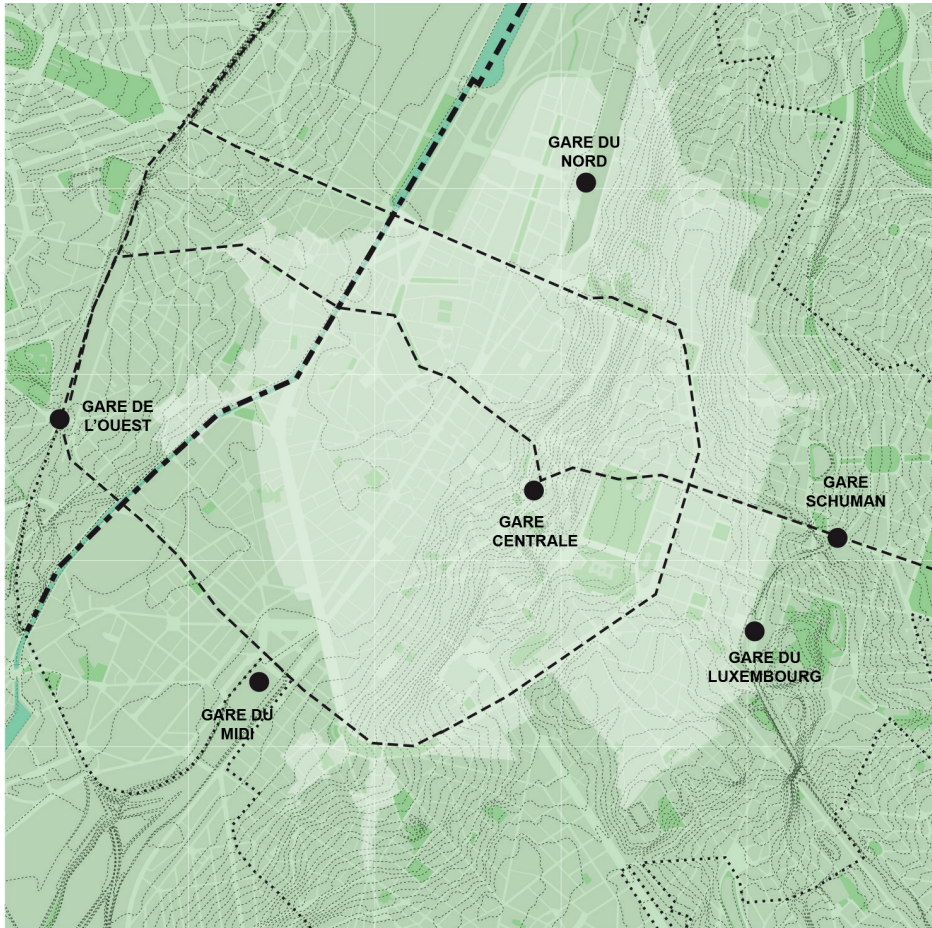 GARE DU
NORD
GARE DE
L'OUEST
GARE
SCHUMAN
GARE
CENTRALE
GARE DU
LUXEMBOURG
GARE DU
MIDI